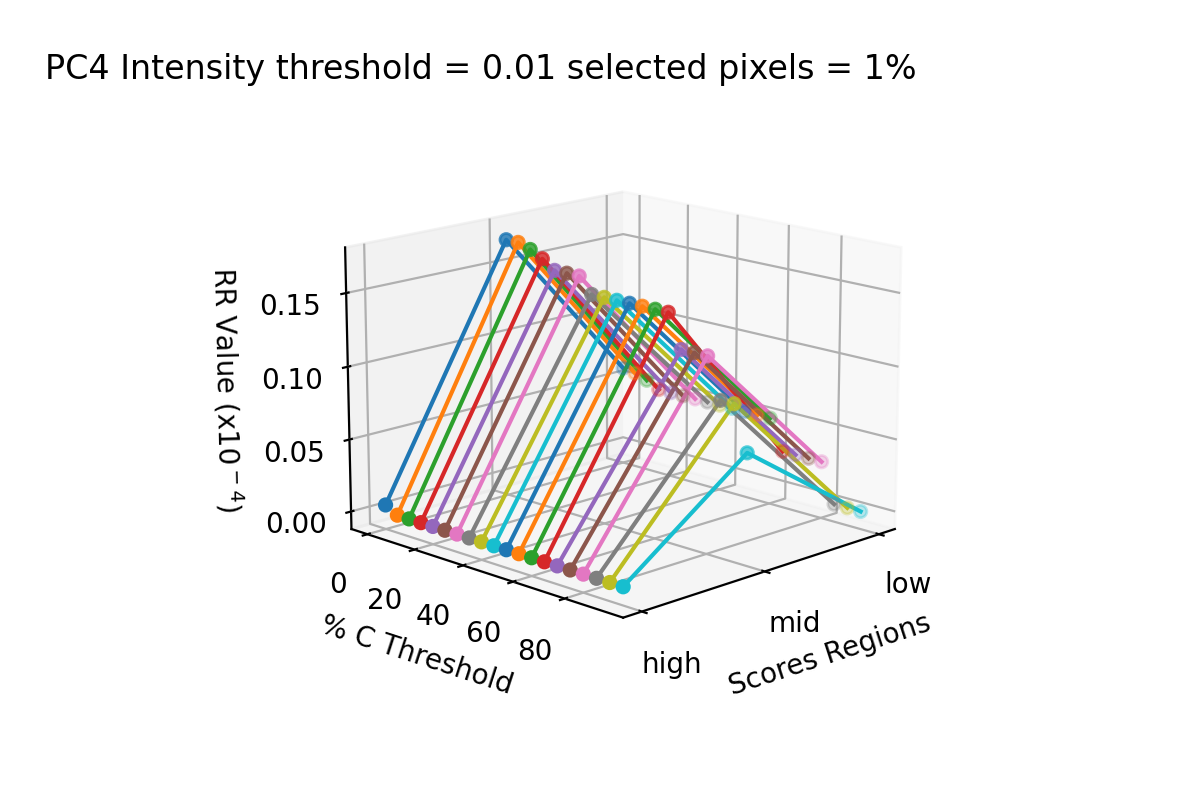 PC4 Intensity threshold = 0.01 selected pixels = 1%
RR Value (x10⁻⁴)
0.15
0.10
0.05
0.00
0
20
40
60
80
% C Threshold
high
mid
low
Scores Regions